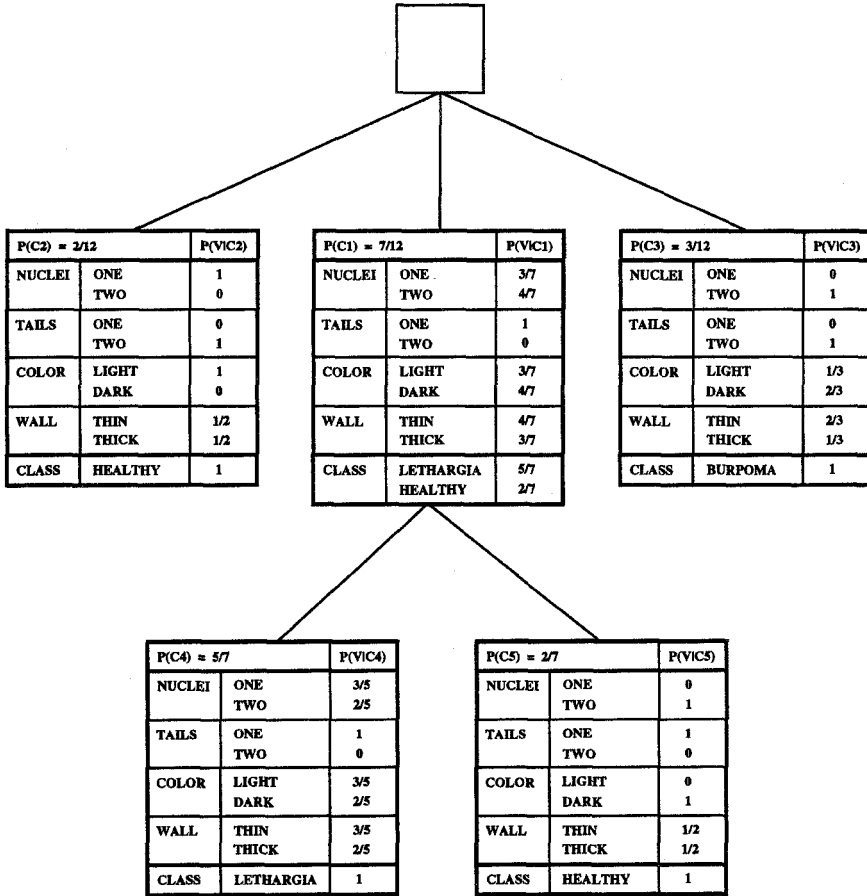 P(C2) = 2/12 P(V|C2)
NUCLEI ONE 1
TWO 0
TAILS ONE 0
TWO 1
COLOR LIGHT 1
DARK 0
WALL THIN 1/2
THICK 1/2
CLASS HEALTHY 1
P(C1) = 7/12 P(V|C1)
NUCLEI ONE 3/7
TWO 4/7
TAILS ONE 1
TWO 0
COLOR LIGHT 3/7
DARK 4/7
WALL THIN 4/7
THICK 3/7
CLASS LETHARGIA 5/7
HEALTHY 2/7
P(C3) = 3/12 P(V|C3)
NUCLEI ONE 0
TWO 1
TAILS ONE 0
TWO 1
COLOR LIGHT 1/3
DARK 2/3
WALL THIN 2/3
THICK 1/3
CLASS BURPOMA 1
P(C4) = 5/7 P(V|C4)
NUCLEI ONE 3/5
TWO 2/5
TAILS ONE 1
TWO 0
COLOR LIGHT 3/5
DARK 2/5
WALL THIN 3/5
THICK 2/5
CLASS LETHARGIA 1
P(C5) = 2/7 P(V|C5)
NUCLEI ONE 0
TWO 1
TAILS ONE 1
TWO 0
COLOR LIGHT 0
DARK 1
WALL THIN 1/2
THICK 1/2
CLASS HEALTHY 1